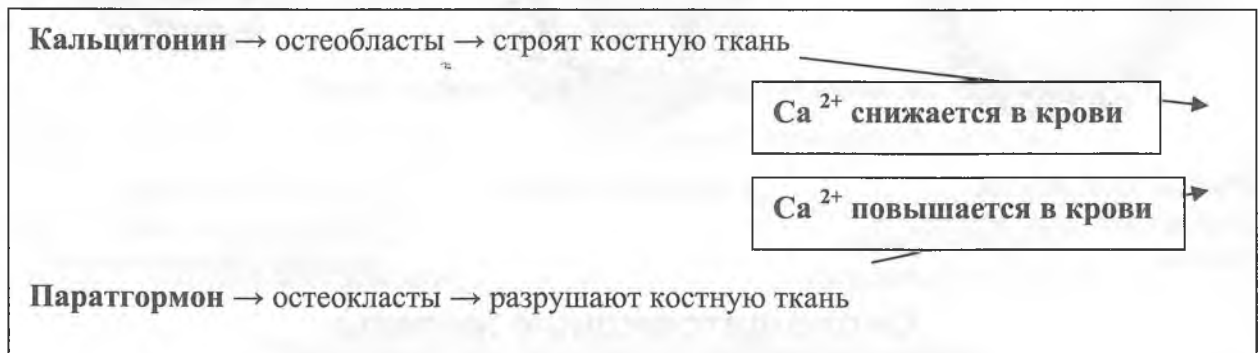 Кальцитонин → остеобласты → строят костную ткань
Ca 2+ снижается в крови
Ca 2+ повышается в крови
Паратгормон → остеокласты → разрушают костную ткань